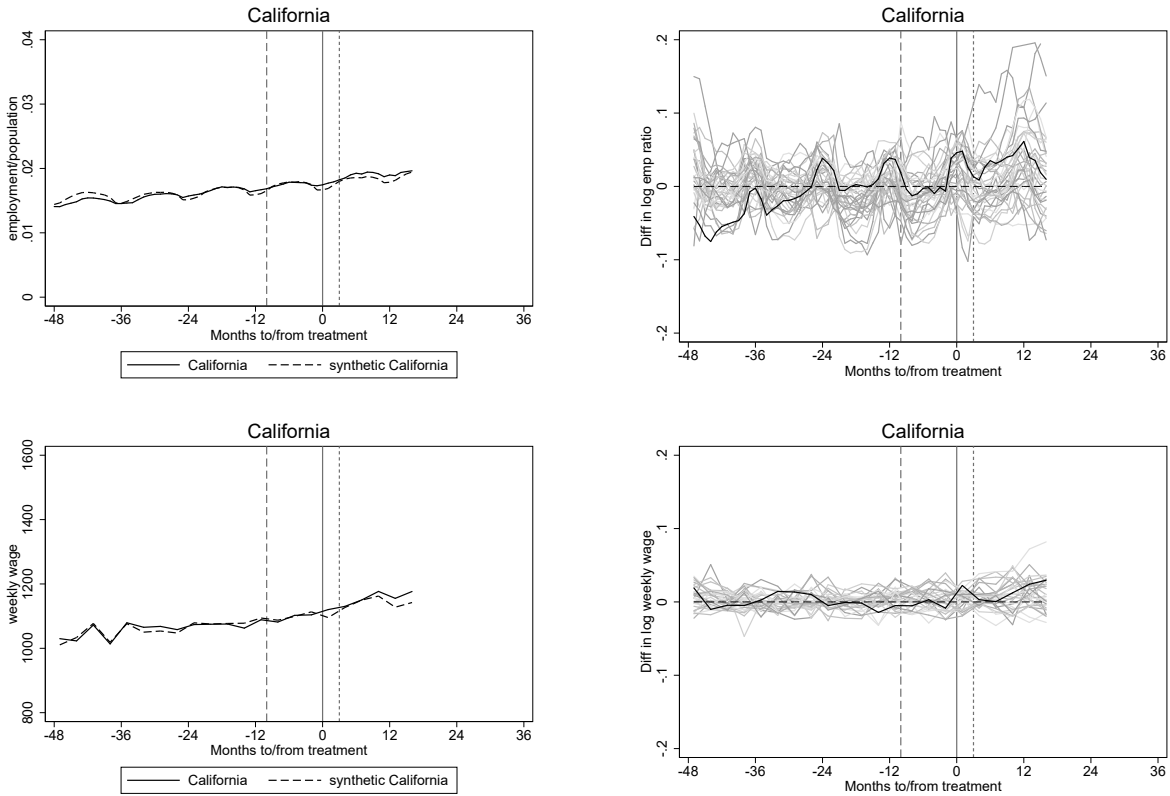 California
employment/population
.04
.03
.02
.01
0
-48 -36 -24 -12 0 12 24 36
Months to/from treatment
California synthetic California
California
Diff in log emp ratio
.2
.1
0
-.1
-.2
-48 -36 -24 -12 0 12 24 36
Months to/from treatment
California
weekly wage
1600
1400
1200
1000
800
-48 -36 -24 -12 0 12 24 36
Months to/from treatment
California synthetic California
California
Diff in log weekly wage
.2
.1
0
-.1
-.2
-48 -36 -24 -12 0 12 24 36
Months to/from treatment